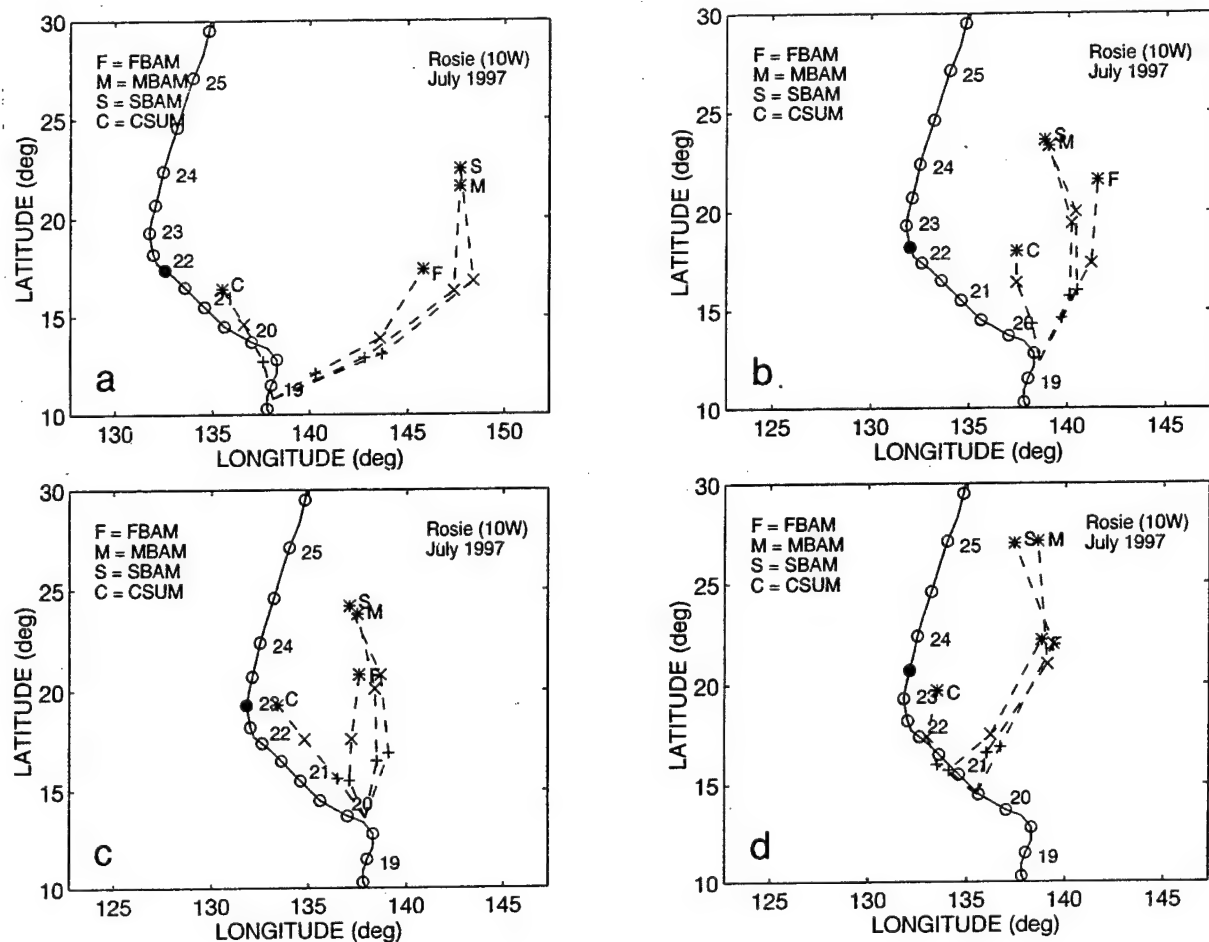 30
25
20
15
10
LATITUDE (deg)
F = FBAM
M = MBAM
S = SBAM
C = CSUM
Rosie (10W)
July 1997
25
24
23
22
21
20
19
C
F
S
M
a
130
135
140
145
150
LONGITUDE (deg)
30
25
20
15
10
LATITUDE (deg)
F = FBAM
M = MBAM
S = SBAM
C = CSUM
Rosie (10W)
July 1997
25
24
23
22
21
20
19
S
M
F
C
b
125
130
135
140
145
LONGITUDE (deg)
30
25
20
15
10
LATITUDE (deg)
F = FBAM
M = MBAM
S = SBAM
C = CSUM
Rosie (10W)
July 1997
25
24
23
22
21
20
19
S
M
F
C
c
125
130
135
140
145
LONGITUDE (deg)
30
25
20
15
10
LATITUDE (deg)
F = FBAM
M = MBAM
S = SBAM
C = CSUM
Rosie (10W)
July 1997
25
24
23
22
21
20
19
S
M
F
C
d
125
130
135
140
145
LONGITUDE (deg)